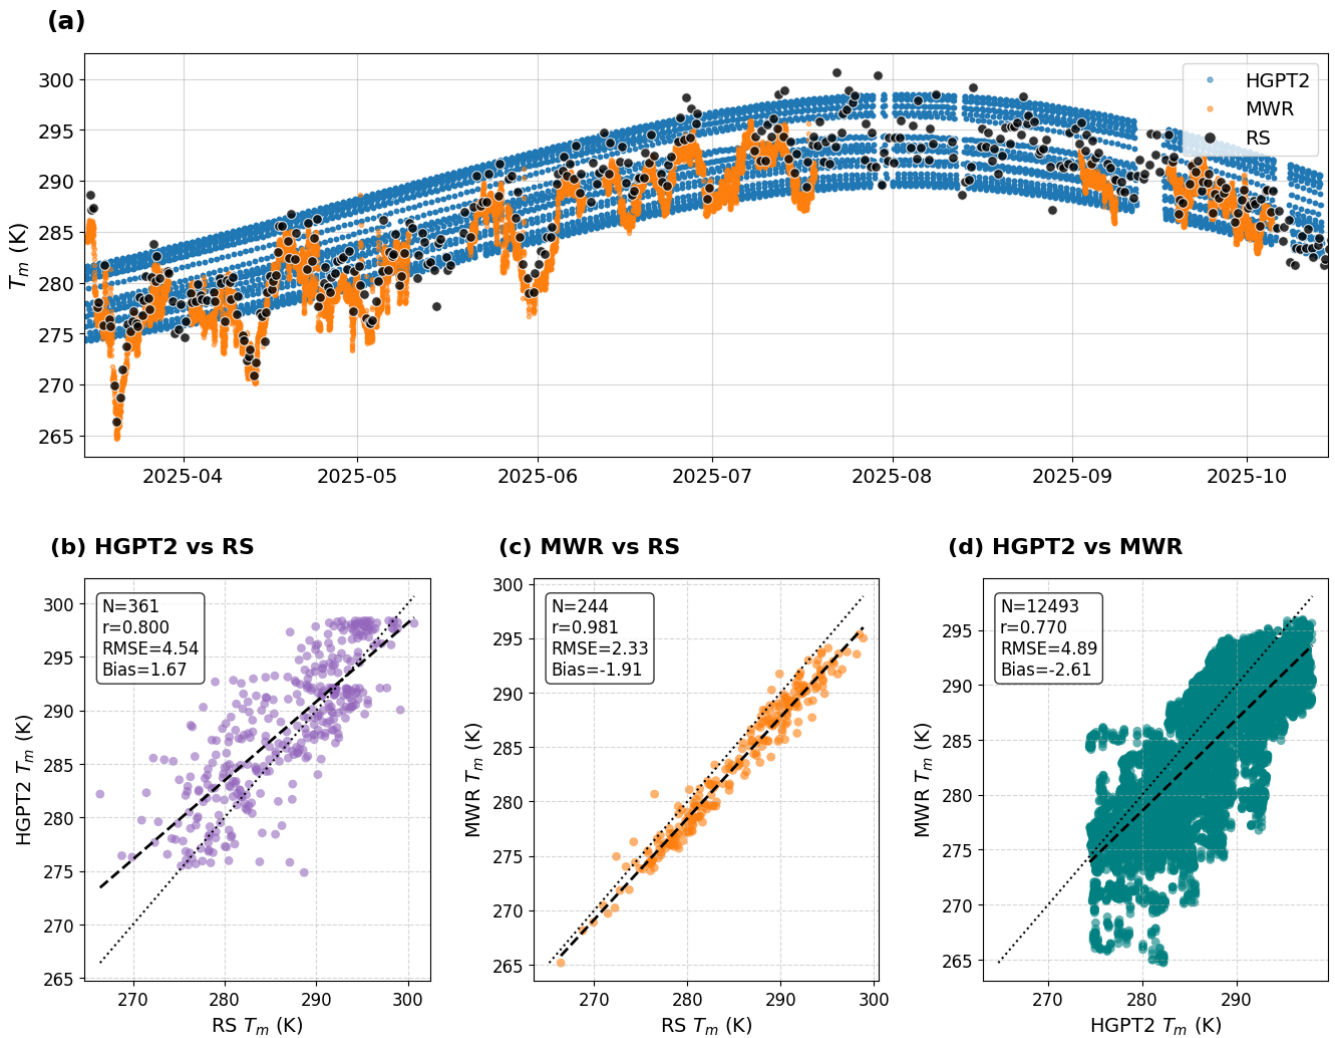 (a)
300
295
290
285
280
275
270
265
T_m (K)
HGPT2
MWR
RS
2025-04 2025-05 2025-06 2025-07 2025-08 2025-09 2025-10
(b) HGPT2 vs RS
N=361
r=0.800
RMSE=4.54
Bias=1.67
300
295
290
285
280
275
270
265
HGPT2 T_m (K)
270 280 290 300
RS T_m (K)
(c) MWR vs RS
N=244
r=0.981
RMSE=2.33
Bias=-1.91
300
295
290
285
280
275
270
265
MWR T_m (K)
270 280 290 300
RS T_m (K)
(d) HGPT2 vs MWR
N=12493
r=0.770
RMSE=4.89
Bias=-2.61
295
290
285
280
275
270
265
MWR T_m (K)
270 280 290
HGPT2 T_m (K)